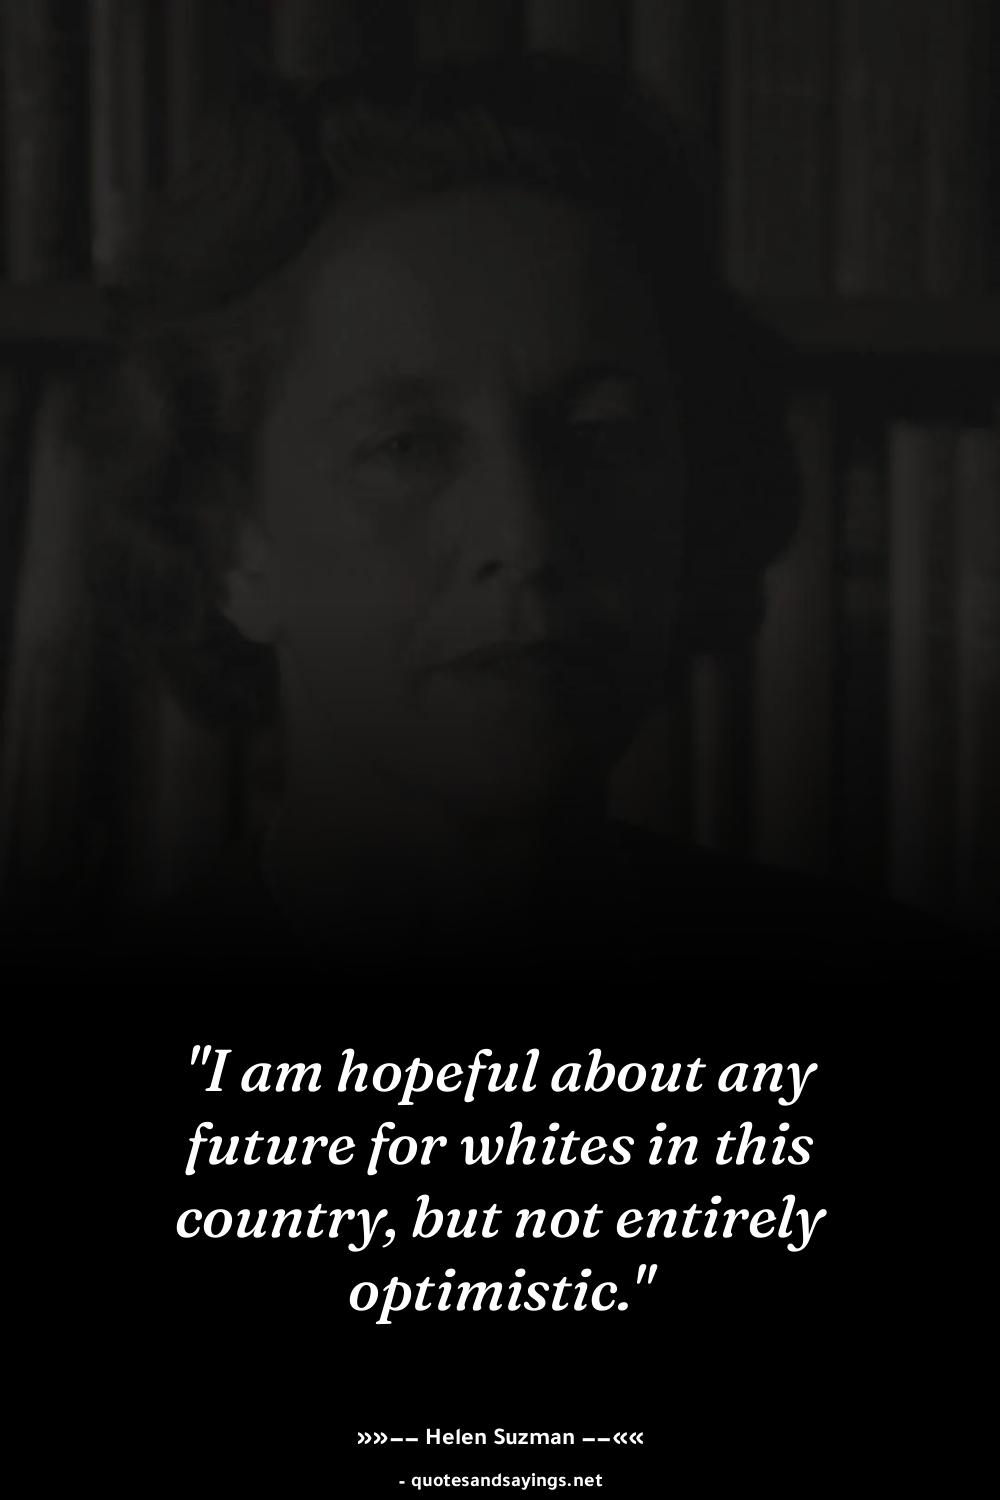 "I am hopeful about any
future for whites in this
country, but not entirely
optimistic."
»»−− Helen Suzman −−««
- quotesandsayings.net